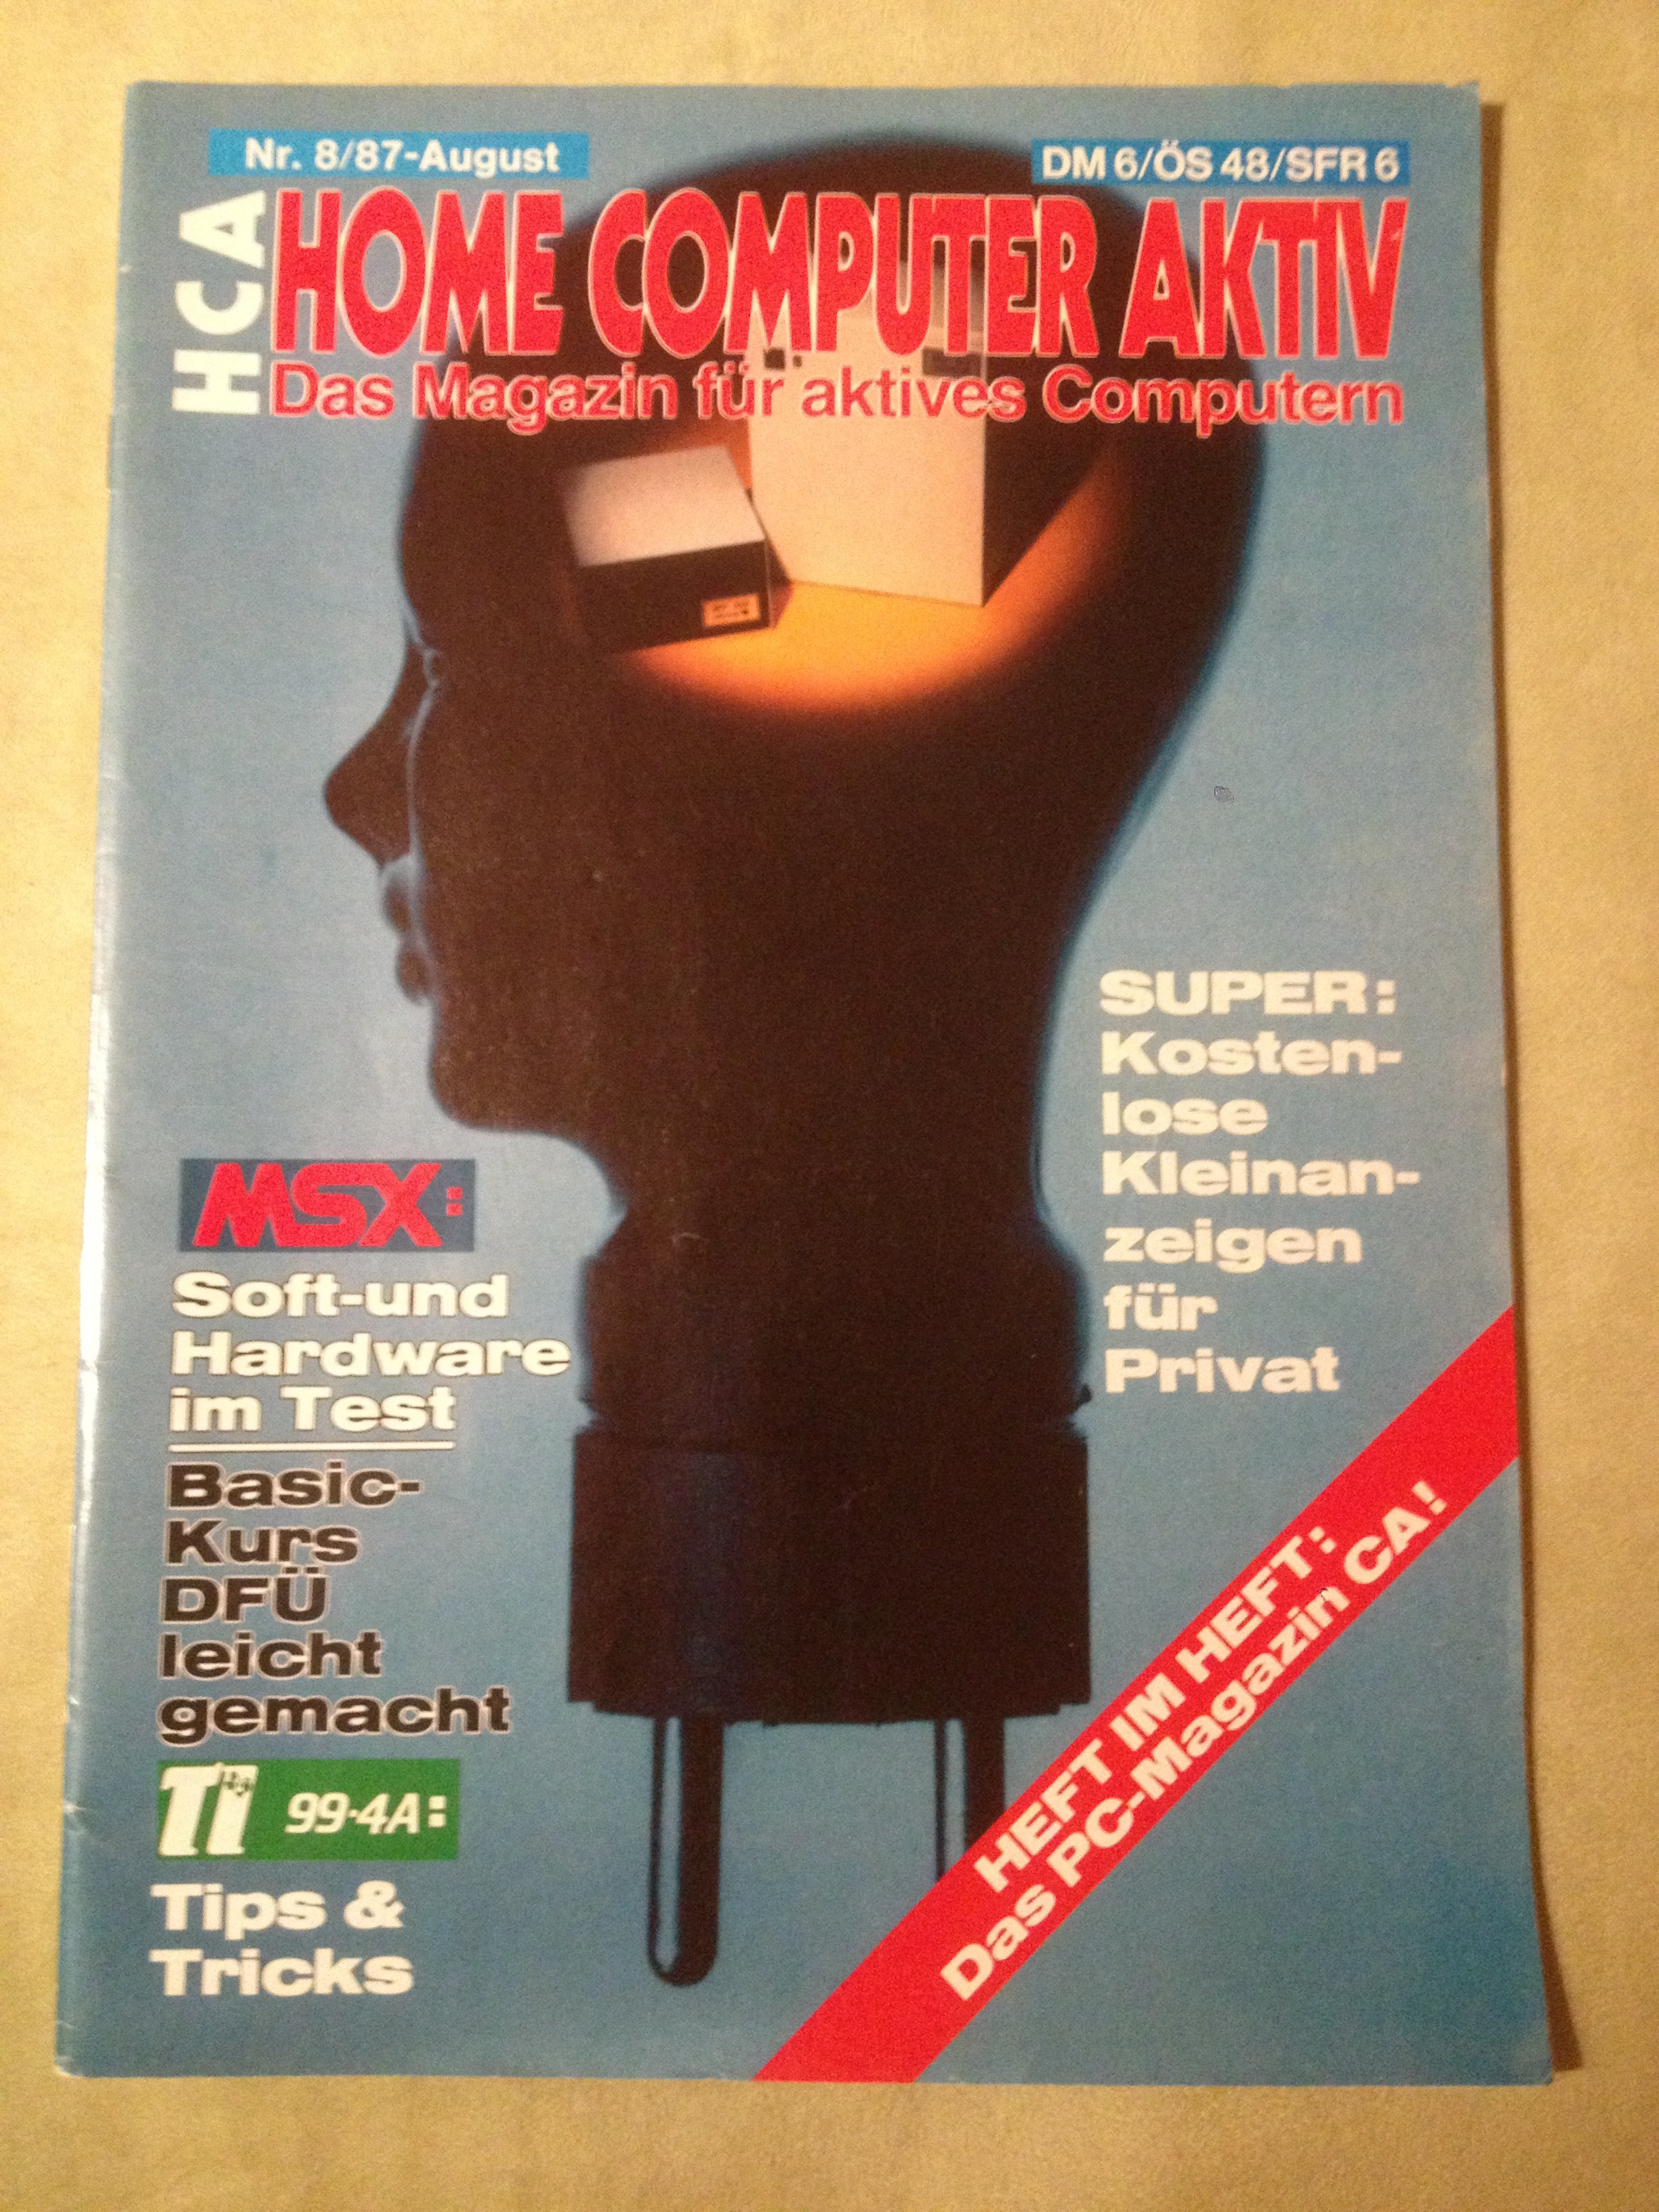 Nr. 8/87-August
DM 6/ÖS 48/SFR 6
HCA
HOME COMPUTER AKTIV
Das Magazin für aktives Computern
SUPER:
Kosten-
lose
Kleinan-
zeigen
für
Privat
MSX:
Soft-und
Hardware
im Test
Basic-
Kurs
DFÜ
leicht
gemacht
Ti 99-4A:
Tips &
Tricks
HEFT IM HEFT:
Das PC-Magazin CA!